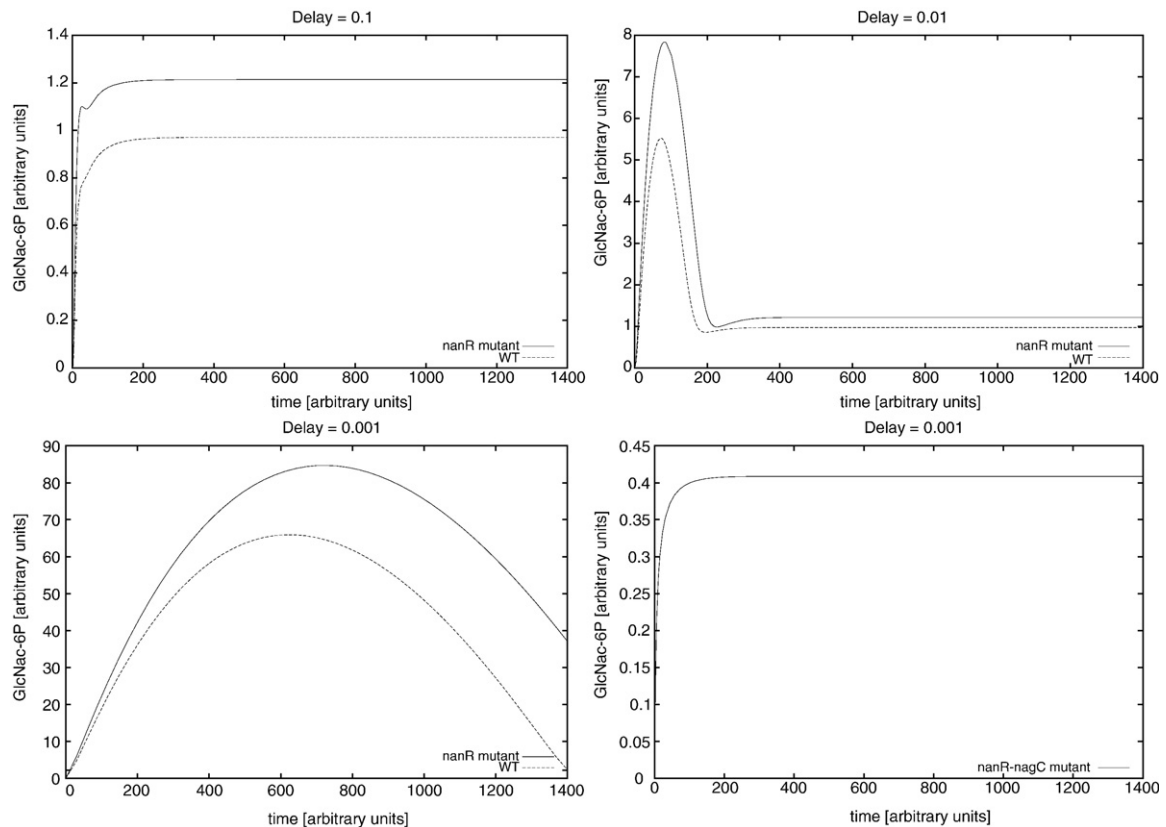 Delay = 0.1
GlcNac-6P [arbitrary units]
1.4
1.2
1
0.8
0.6
0.4
0.2
0
nanR mutant
WT
0 200 400 600 800 1000 1200 1400
time [arbitrary units]
Delay = 0.01
GlcNac-6P [arbitrary units]
8
7
6
5
4
3
2
1
0
nanR mutant
WT
0 200 400 600 800 1000 1200 1400
time [arbitrary units]
Delay = 0.001
GlcNac-6P [arbitrary units]
90
80
70
60
50
40
30
20
10
0
nanR mutant
WT
0 200 400 600 800 1000 1200 1400
time [arbitrary units]
Delay = 0.001
GlcNac-6P [arbitrary units]
0.45
0.4
0.35
0.3
0.25
0.2
0.15
0.1
0.05
0
nanR-nagC mutant
0 200 400 600 800 1000 1200 1400
time [arbitrary units]